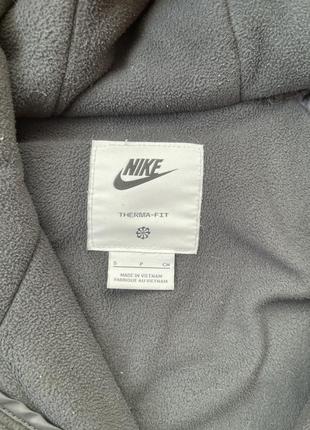 NIKE
THERMA-FIT
S P CH
MADE IN VIETNAM
FABRIQUÉ AU VIETNAM